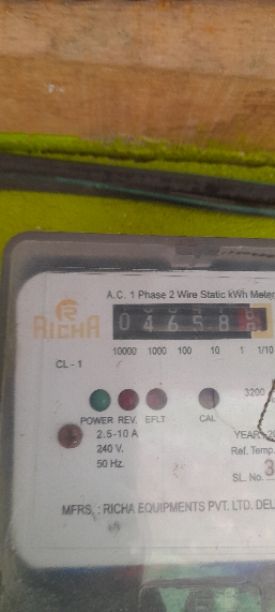 A.C. 1 Phase 2 Wire Static kWh Meter
RICHA
0 4 6 5 8
10000 1000 100 10 1 1/10
CL - 1
3200
POWER REV. EFLT CAL
2.5-10 A
240 V.
50 Hz.
YEAR
Ref. Temp.
SL. No. 3
MFRS. : RICHA EQUIPMENTS PVT. LTD. DEL